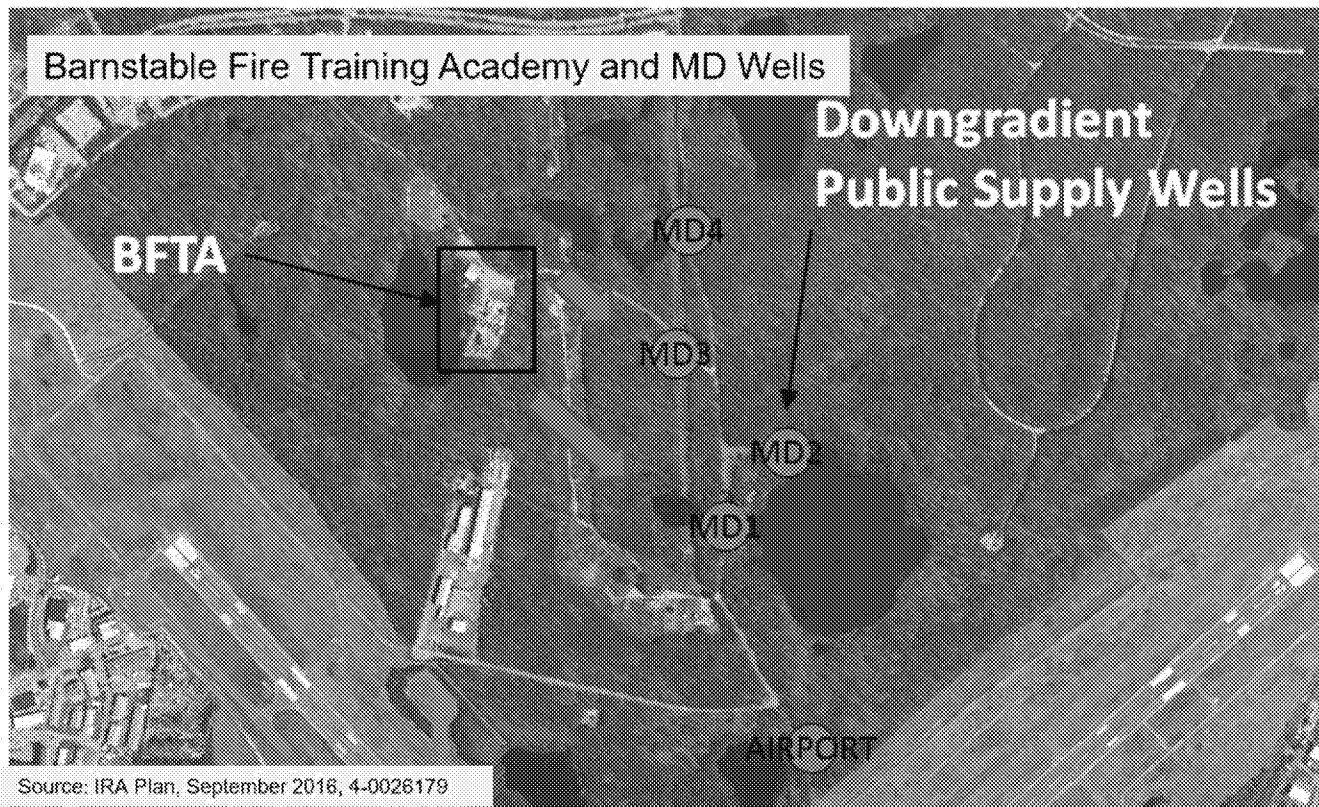 Barnstable Fire Training Academy and MD Wells
Downgradient
Public Supply Wells
MD4
BFTA
MD3
MD2
MD1
AIRPORT
Source: IRA Plan, September 2016, 4-0026179